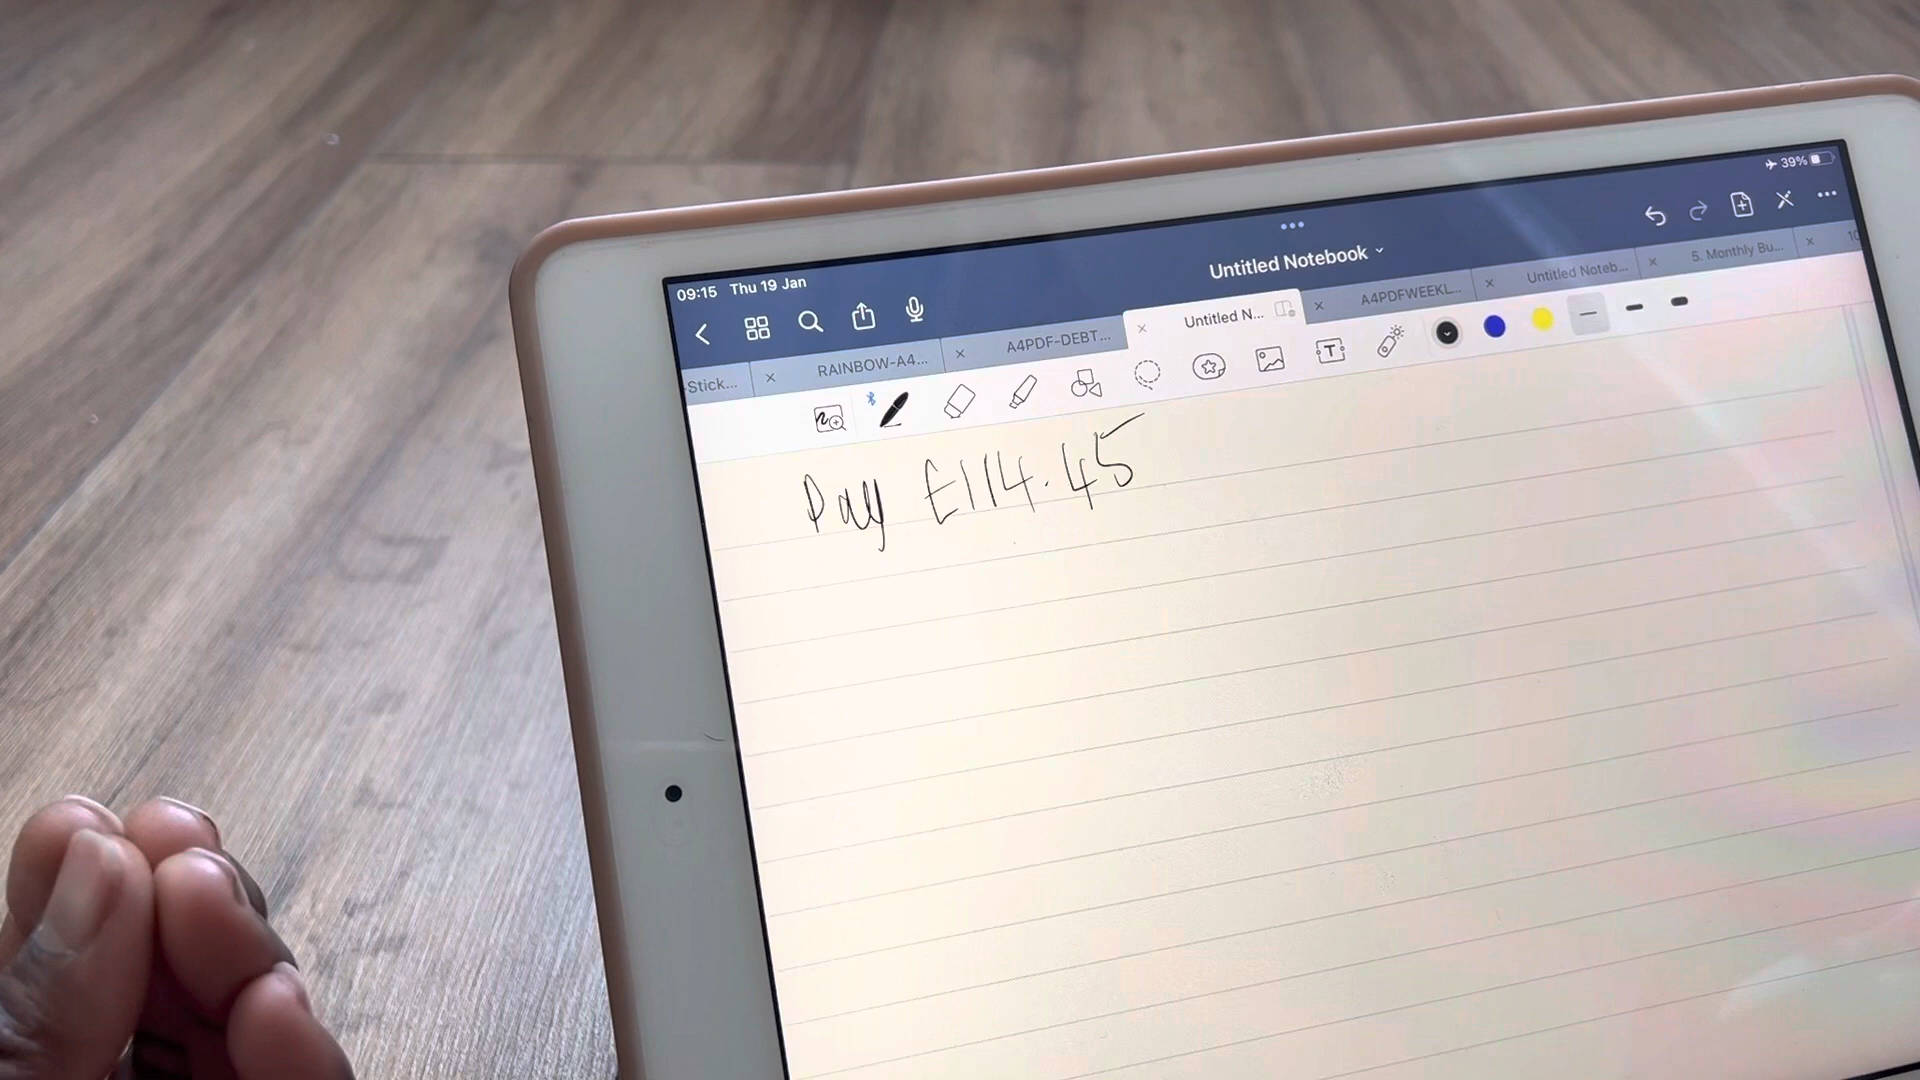 39%
Untitled Notebook
09:15 Thu 19 Jan
Stick... RAINBOW-A4... A4PDF-DEBT... Untitled N... A4PDFWEEKL... Untitled Noteb... 5. Monthly Bu... 10
T
Pay £114.45